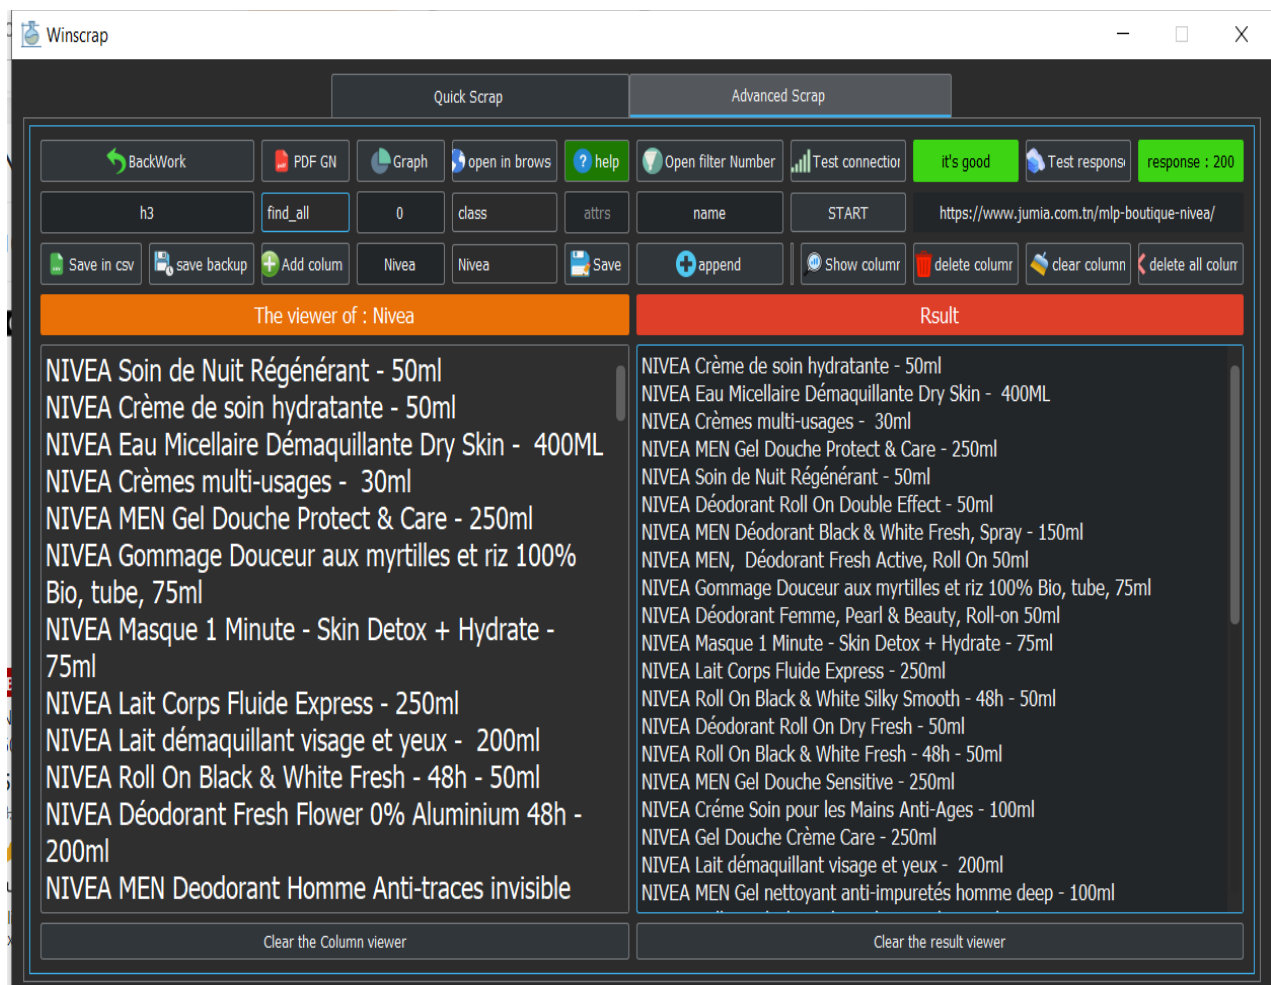 Winscrap
Quick Scrap
Advanced Scrap
BackWork
PDF GN
Graph
open in brows
help
Open filter Number
Test connection
it's good
Test respons
response : 200
h3
find_all
0
class
attrs
name
START
https://www.jumia.com.tn/mlp-boutique-nivea/
Save in csv
save backup
Add colum
Nivea
Nivea
Save
append
Show columr
delete columr
clear column
delete all colum
The viewer of : Nivea
NIVEA Soin de Nuit Régénérant - 50ml
NIVEA Crème de soin hydratante - 50ml
NIVEA Eau Micellaire Démaquillante Dry Skin -  400ML
NIVEA Crèmes multi-usages -  30ml
NIVEA MEN Gel Douche Protect & Care - 250ml
NIVEA Gommage Douceur aux myrtilles et riz 100%
Bio, tube, 75ml
NIVEA Masque 1 Minute - Skin Detox + Hydrate -
75ml
NIVEA Lait Corps Fluide Express - 250ml
NIVEA Lait démaquillant visage et yeux -  200ml
NIVEA Roll On Black & White Fresh - 48h - 50ml
NIVEA Déodorant Fresh Flower 0% Aluminium 48h -
200ml
NIVEA MEN Deodorant Homme Anti-traces invisible
Clear the Column viewer
Rsult
NIVEA Crème de soin hydratante - 50ml
NIVEA Eau Micellaire Démaquillante Dry Skin -  400ML
NIVEA Crèmes multi-usages -  30ml
NIVEA MEN Gel Douche Protect & Care - 250ml
NIVEA Soin de Nuit Régénérant - 50ml
NIVEA Déodorant Roll On Double Effect - 50ml
NIVEA MEN Déodorant Black & White Fresh, Spray - 150ml
NIVEA MEN,  Déodorant Fresh Active, Roll On 50ml
NIVEA Gommage Douceur aux myrtilles et riz 100% Bio, tube, 75ml
NIVEA Déodorant Femme, Pearl & Beauty, Roll-on 50ml
NIVEA Masque 1 Minute - Skin Detox + Hydrate - 75ml
NIVEA Lait Corps Fluide Express - 250ml
NIVEA Roll On Black & White Silky Smooth - 48h - 50ml
NIVEA Déodorant Roll On Dry Fresh - 50ml
NIVEA Roll On Black & White Fresh - 48h - 50ml
NIVEA MEN Gel Douche Sensitive - 250ml
NIVEA Créme Soin pour les Mains Anti-Ages - 100ml
NIVEA Gel Douche Crème Care - 250ml
NIVEA Lait démaquillant visage et yeux -  200ml
NIVEA MEN Gel nettoyant anti-impuretés homme deep - 100ml
Clear the result viewer